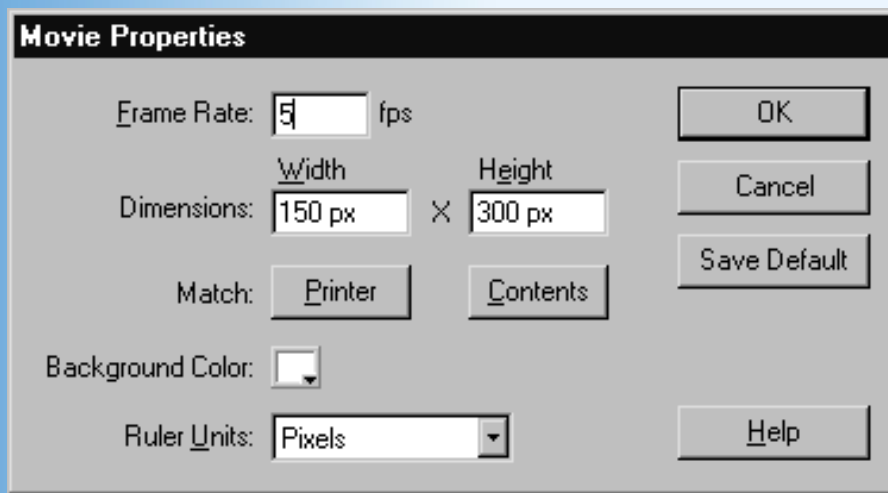 Movie Properties
Frame Rate: 5 fps
OK
Width Height
Dimensions: 150 px X 300 px
Cancel
Save Default
Match: Printer Contents
Background Color:
Ruler Units: Pixels
Help